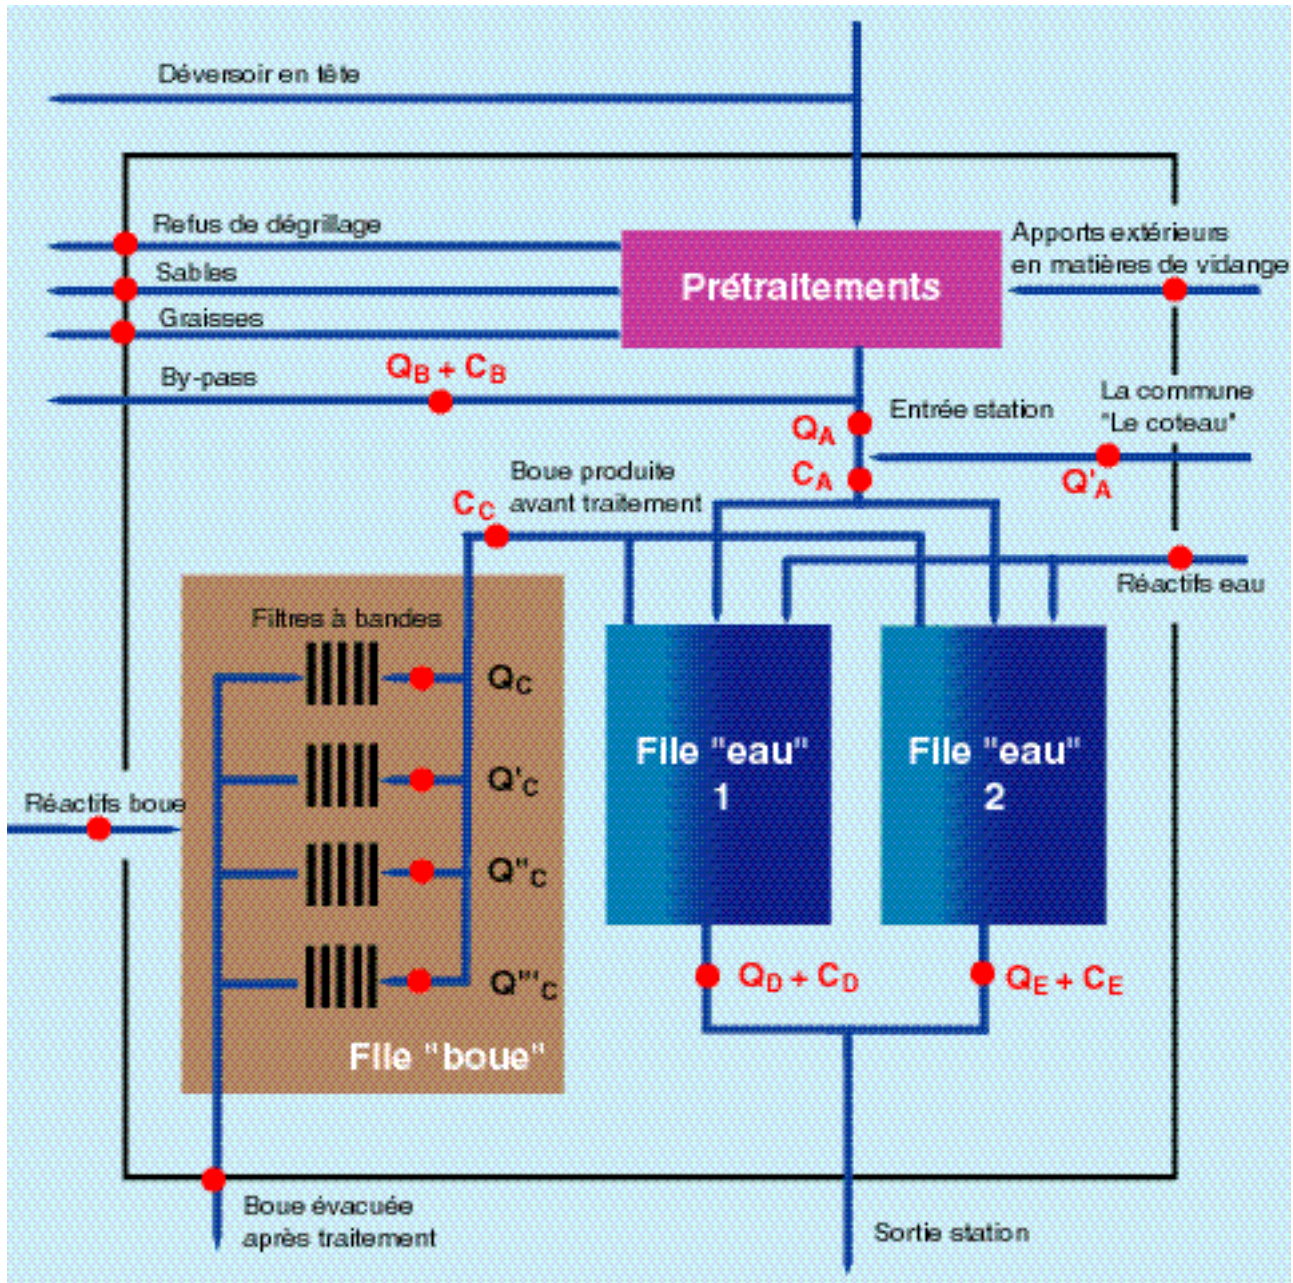 Déversoir en tête
Refus de dégrillage
Sables
Graisses
Prétraitements
Apports extérieurs
en matières de vidange
By-pass
QB + CB
QA
Entrée station
La commune
"Le coteau"
CA
Q'A
Boue produite
avant traitement
CC
Réactifs eau
Filtres à bandes
QC
Q'C
Q"C
Q"'C
File "boue"
Réactifs boue
File "eau"
1
File "eau"
2
QD + CD
QE + CE
Boue évacuée
après traitement
Sortie station